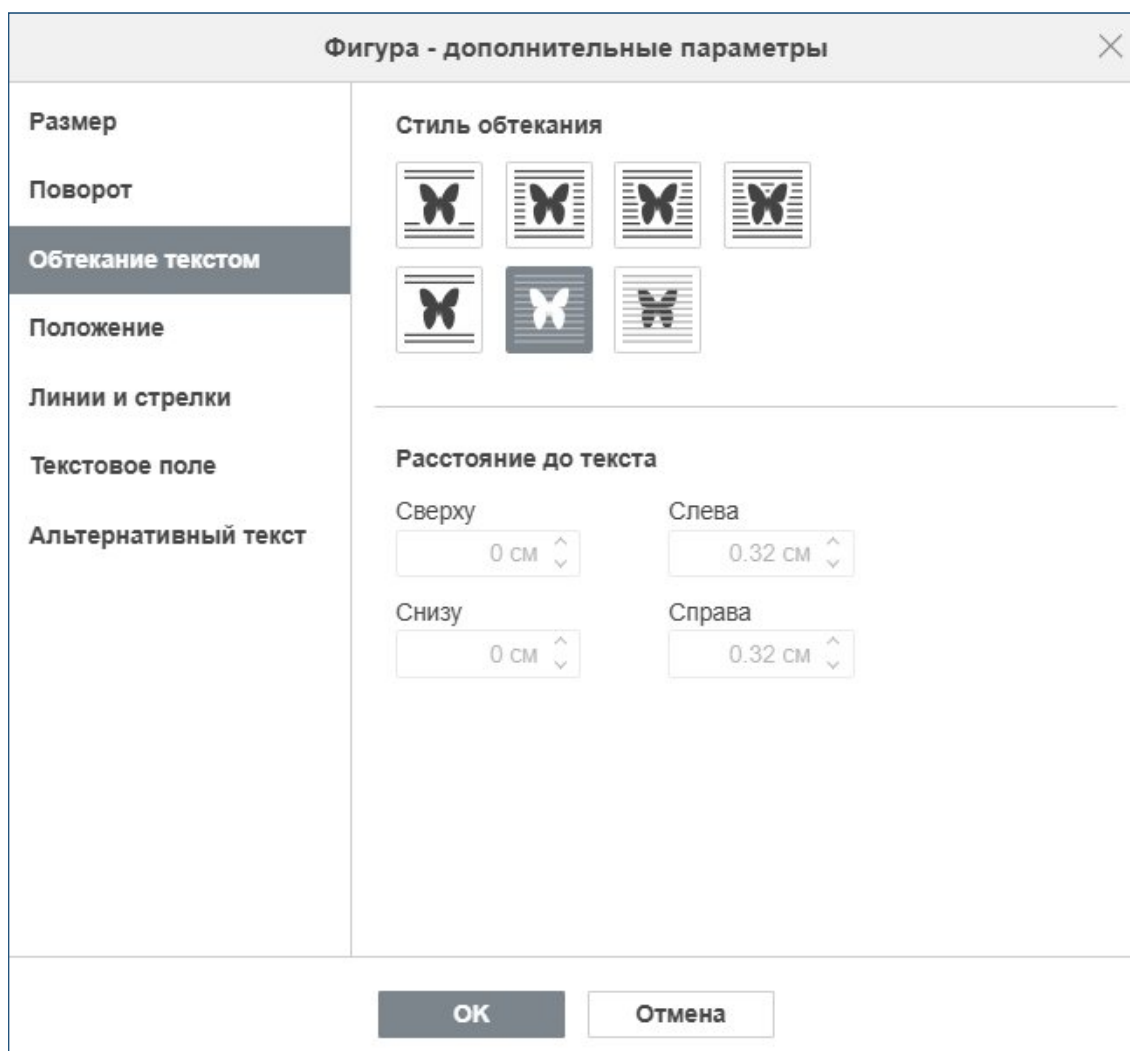 Фигура - дополнительные параметры
Размер
Поворот
Обтекание текстом
Положение
Линии и стрелки
Текстовое поле
Альтернативный текст
Стиль обтекания
Расстояние до текста
Сверху
Слева
0 см
0.32 см
Снизу
Справа
0 см
0.32 см
OK
Отмена